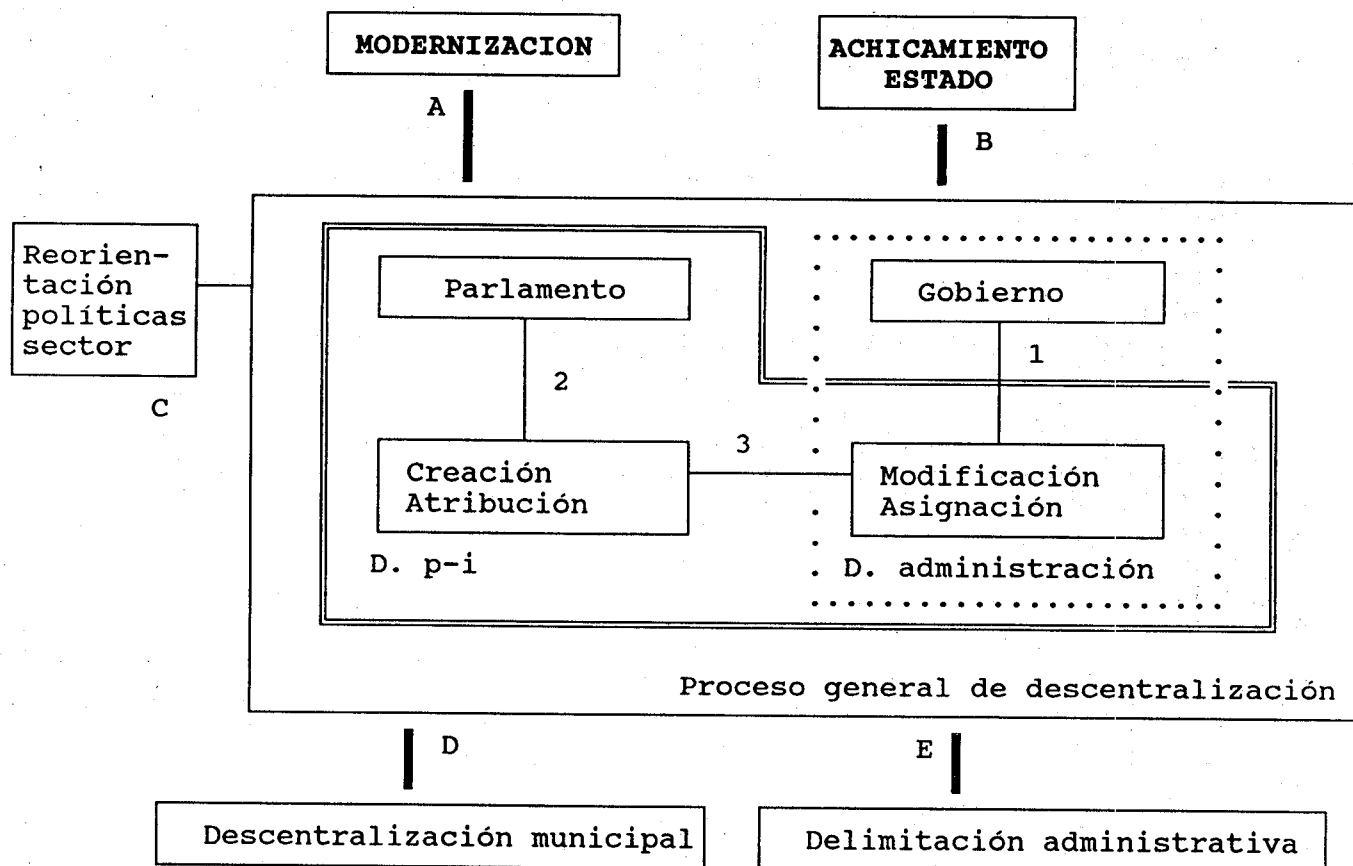 MODERNIZACION
ACHICAMIENTO
ESTADO
A
B
Reorien-
tación
políticas
sector
C
Parlamento
Gobierno
2
1
Creación
Atribución
3
Modificación
Asignación
D. p-i
D. administración
Proceso general de descentralización
D
E
Descentralización municipal
Delimitación administrativa